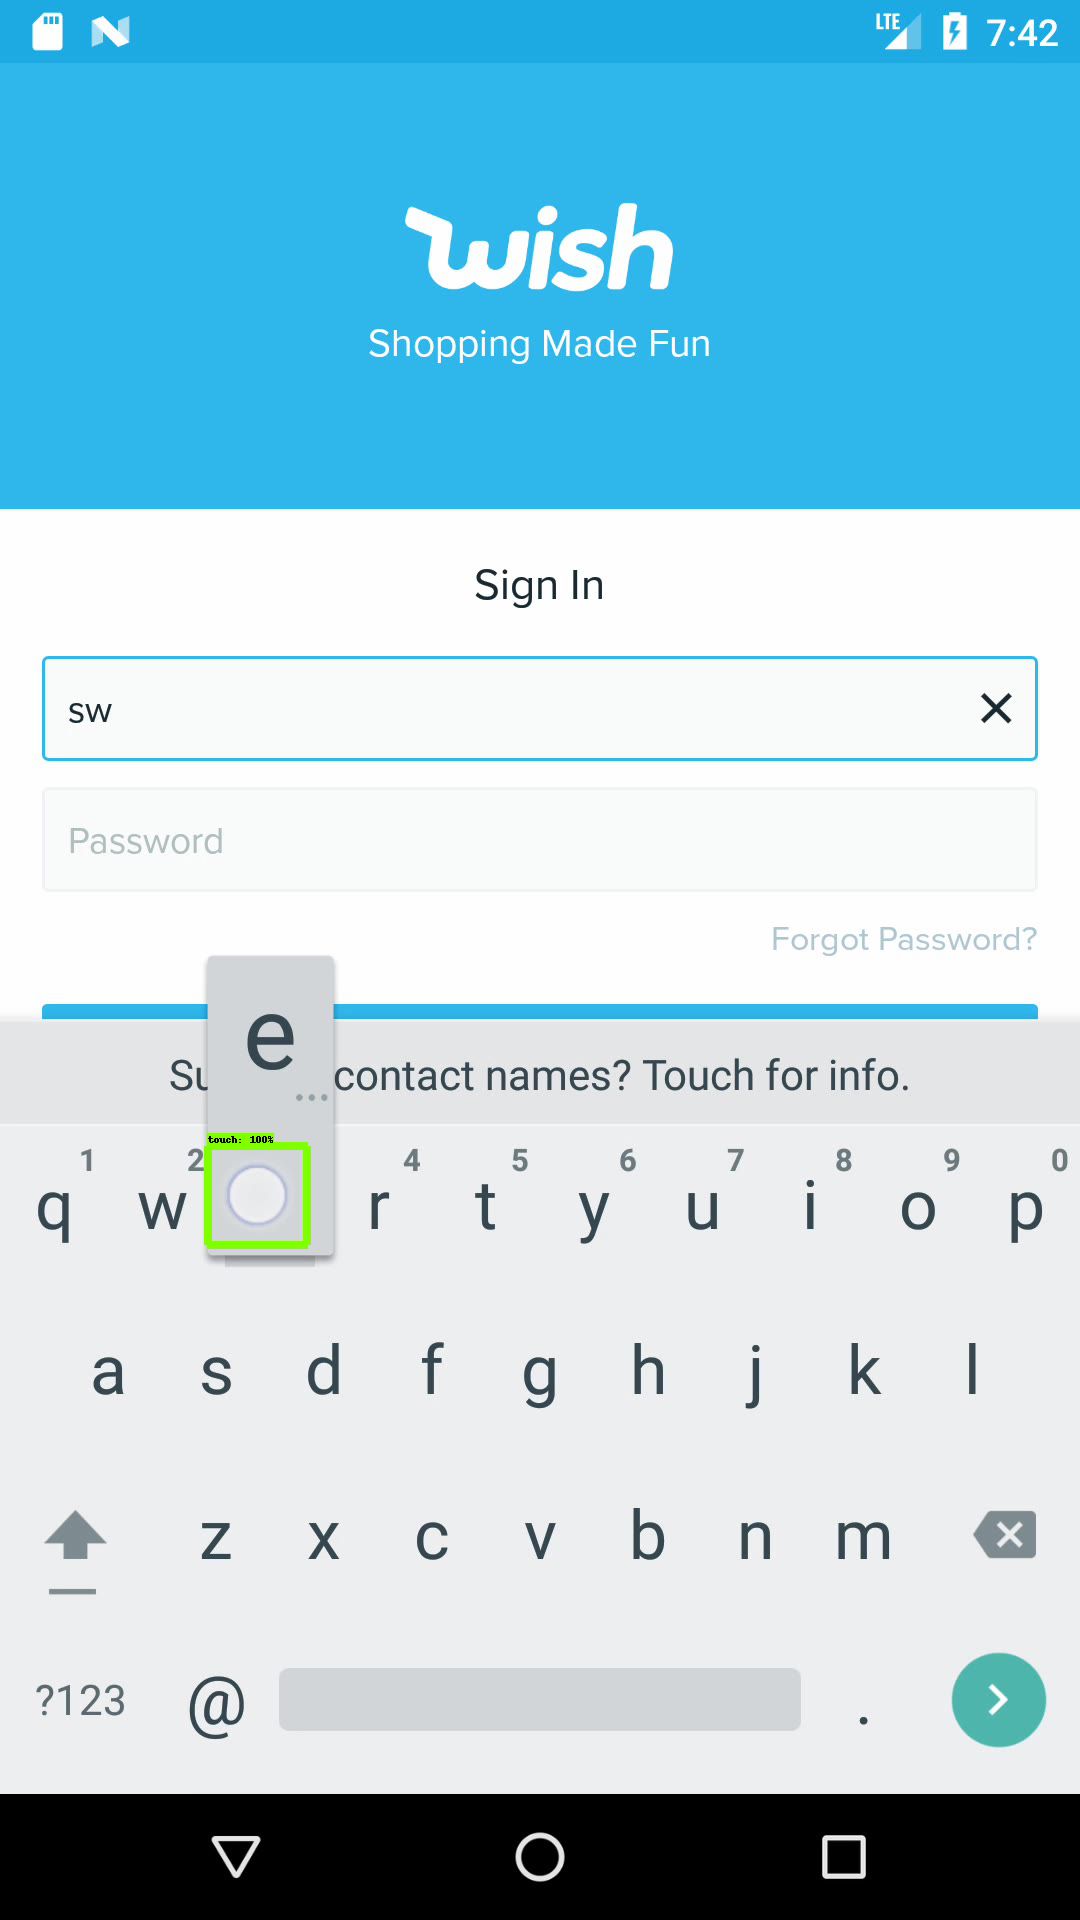 LTE 7:42
wish
Shopping Made Fun
Sign In
sw
Password
Forgot Password?
e
Su contact names? Touch for info.
...
touch: 100%
1 2 4 5 6 7 8 9 0
q w r t y u i o p
a s d f g h j k l
z x c v b n m
?123 @ .